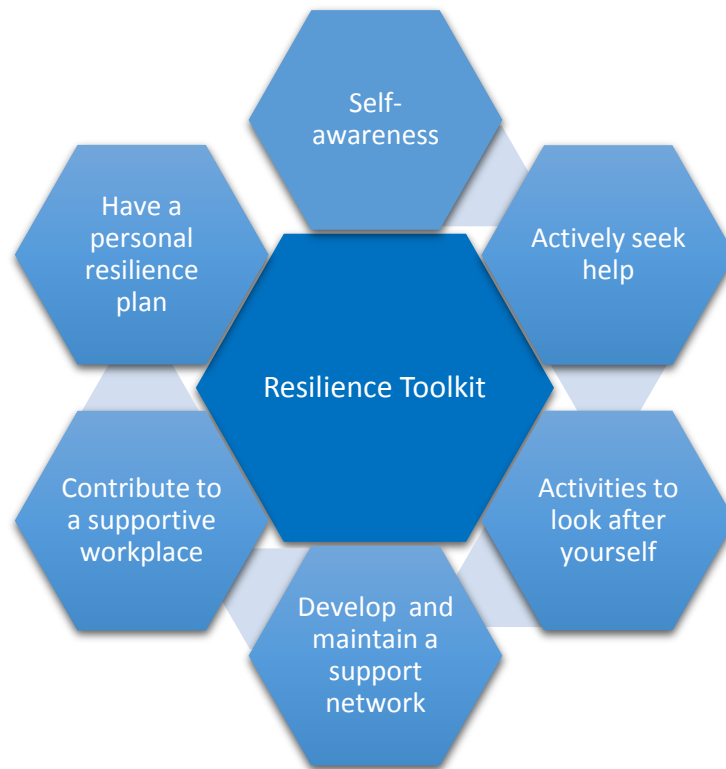 Self-
awareness
Actively seek
help
Activities to
look after
yourself
Develop  and
maintain a
support
network
Contribute to
a supportive
workplace
Have a
personal
resilience
plan
Resilience Toolkit